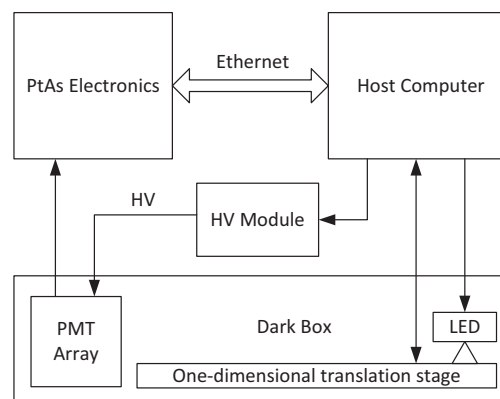 Ethernet
PtAs Electronics
Host Computer
HV
HV Module
PMT
Array
Dark Box
LED
One-dimensional translation stage